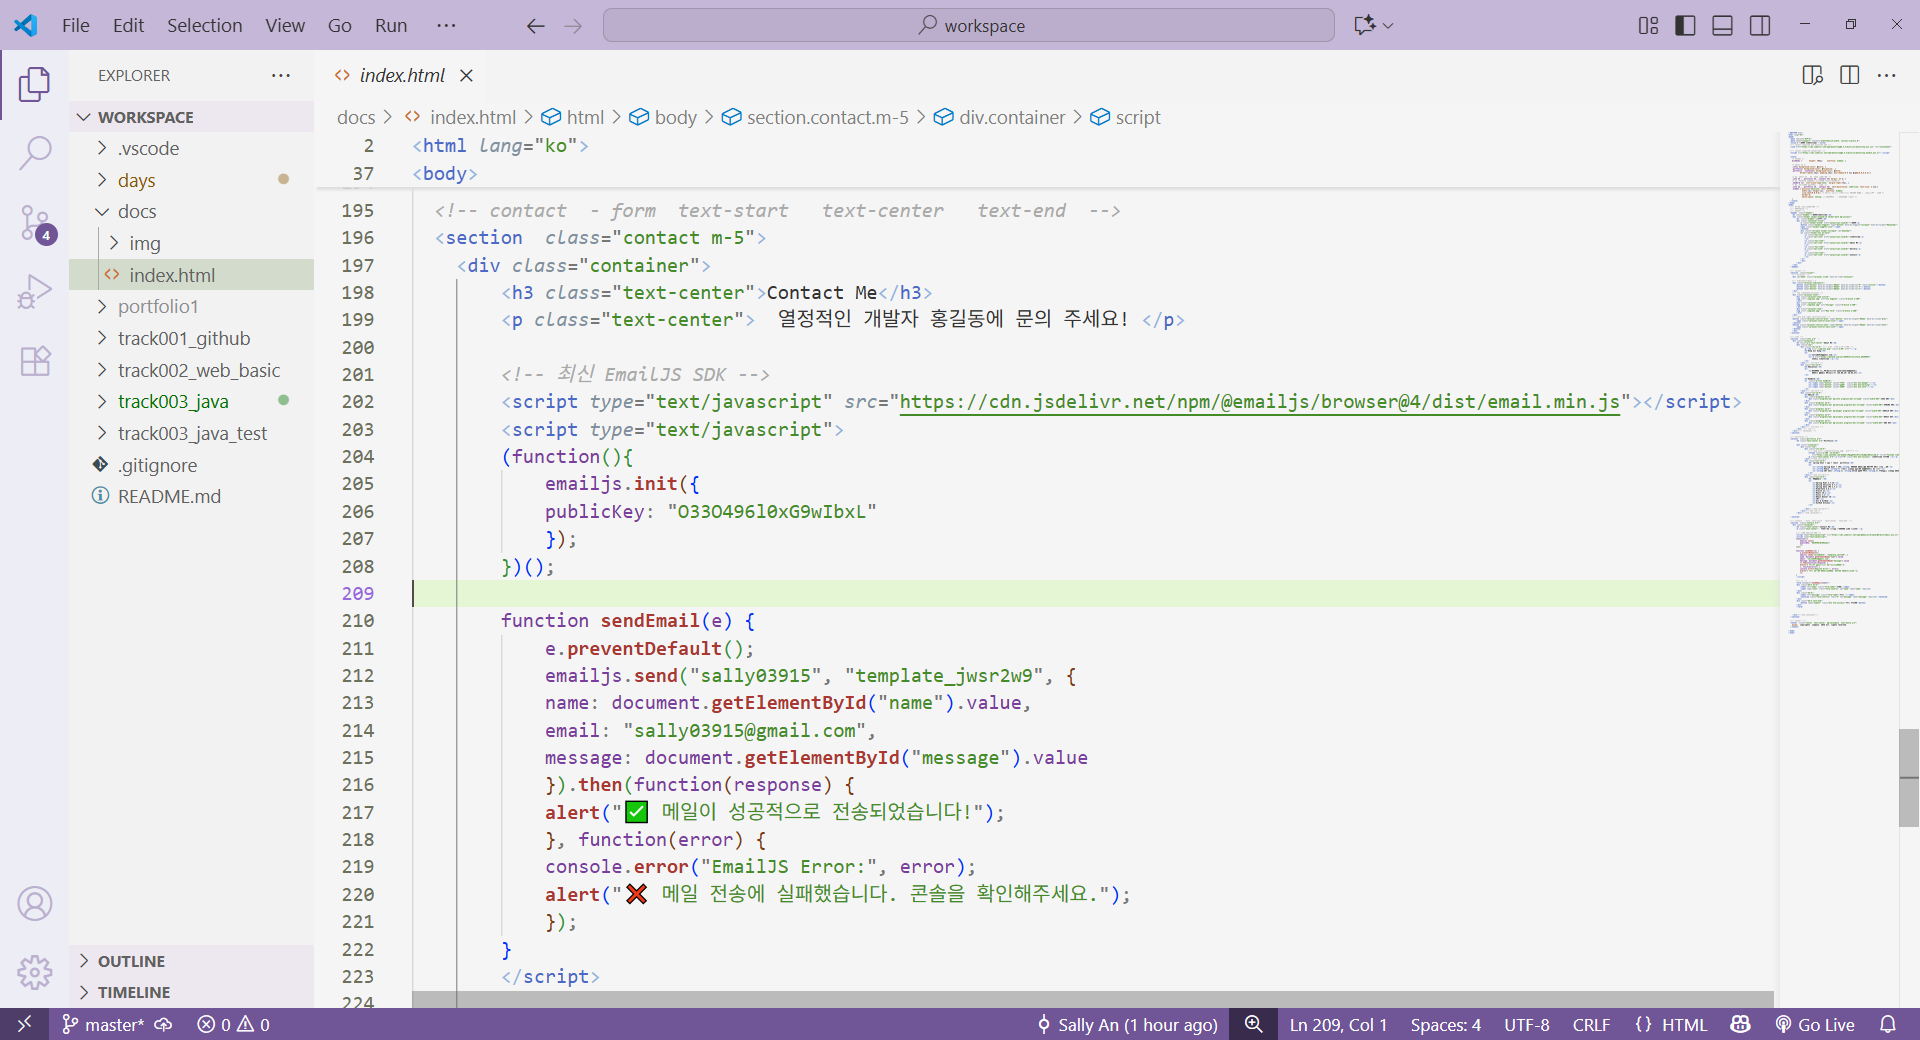 File Edit Selection View Go Run ··· workspace
EXPLORER ···
WORKSPACE
.vscode
days
docs
img
index.html
portfolio1
track001_github
track002_web_basic
track003_java
track003_java_test
.gitignore
README.md
OUTLINE
TIMELINE
4
index.html
docs > index.html > html > body > section.contact.m-5 > div.container > script
2 <html lang="ko">
37 <body>
195 <!-- contact - form text-start text-center text-end -->
196 <section class="contact m-5">
197 <div class="container">
198 <h3 class="text-center">Contact Me</h3>
199 <p class="text-center"> 열정적인 개발자 홍길동에 문의 주세요! </p>
200
201 <!-- 최신 EmailJS SDK -->
202 <script type="text/javascript" src="https://cdn.jsdelivr.net/npm/@emailjs/browser@4/dist/email.min.js"></script>
203 <script type="text/javascript">
204 (function(){
205 emailjs.init({
206 publicKey: "O33O496l0xG9wIbxL"
207 });
208 })();
209
210 function sendEmail(e) {
211 e.preventDefault();
212 emailjs.send("sally03915", "template_jwsr2w9", {
213 name: document.getElementById("name").value,
214 email: "sally03915@gmail.com",
215 message: document.getElementById("message").value
216 }).then(function(response) {
217 alert("✅ 메일이 성공적으로 전송되었습니다!");
218 }, function(error) {
219 console.error("EmailJS Error:", error);
220 alert("❌ 메일 전송에 실패했습니다. 콘솔을 확인해주세요.");
221 });
222 }
223 </script>
224
master* 0 0 Sally An (1 hour ago) Ln 209, Col 1 Spaces: 4 UTF-8 CRLF {} HTML Go Live